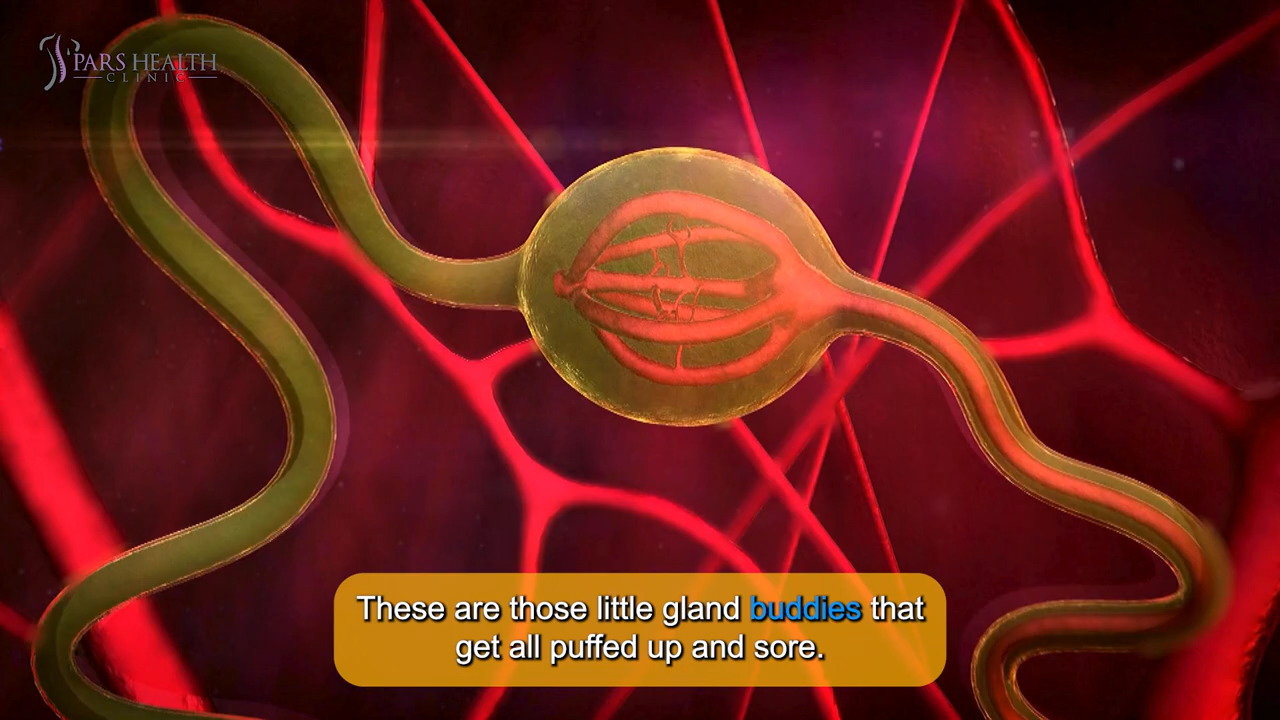 PARS HEALTH
CLINIC
These are those little gland buddies that
get all puffed up and sore.